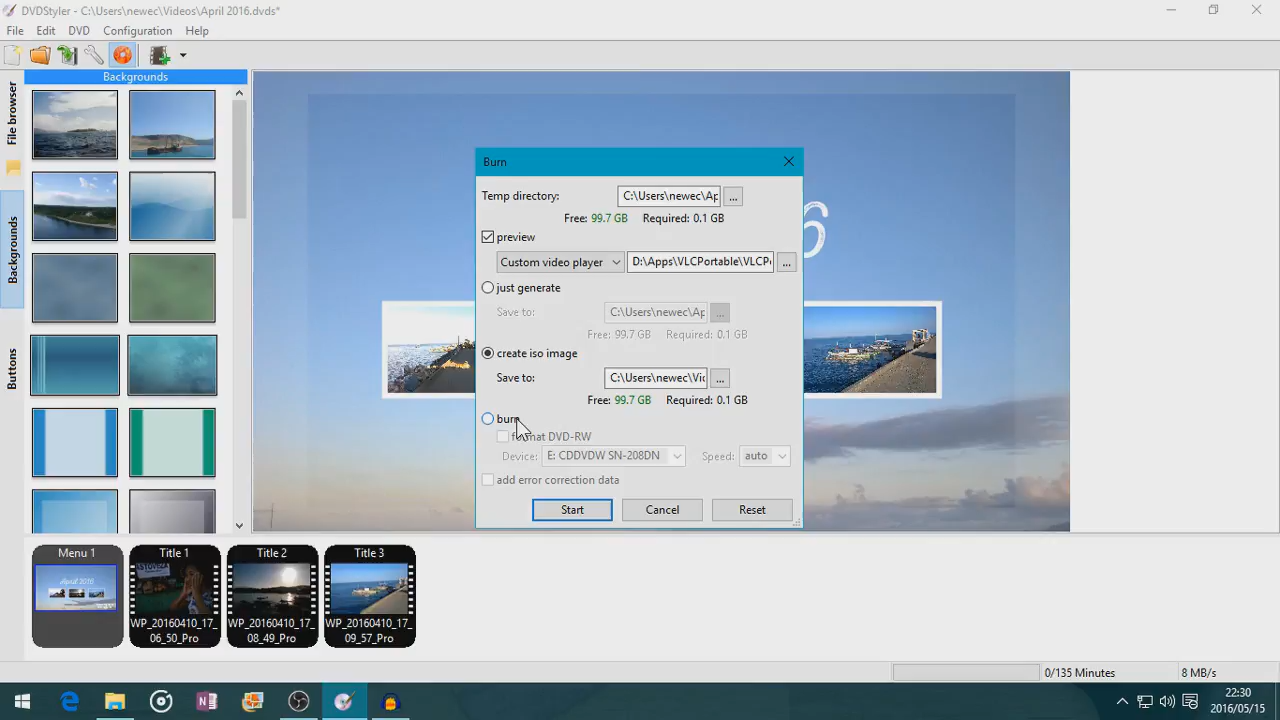 DVDStyler - C:\Users\newec\Videos\April 2016.dvds*
File Edit DVD Configuration Help
Backgrounds
File browser
Backgrounds
Buttons
6
Burn
Temp directory: C:\Users\newec\Ap ...
Free: 99.7 GB Required: 0.1 GB
preview
Custom video player D:\Apps\VLCPortable\VLCP ...
just generate
Save to: C:\Users\newec\Ap ...
Free: 99.7 GB Required: 0.1 GB
create iso image
Save to: C:\Users\newec\Vic ...
Free: 99.7 GB Required: 0.1 GB
burn
format DVD-RW
Device: E: CDDVDW SN-208DN Speed: auto
add error correction data
Start Cancel Reset
Menu 1 Title 1 Title 2 Title 3
April 2016
WP_20160410_17_06_50_Pro
WP_20160410_17_08_49_Pro
WP_20160410_17_09_57_Pro
0/135 Minutes 8 MB/s
22:30
2016/05/15